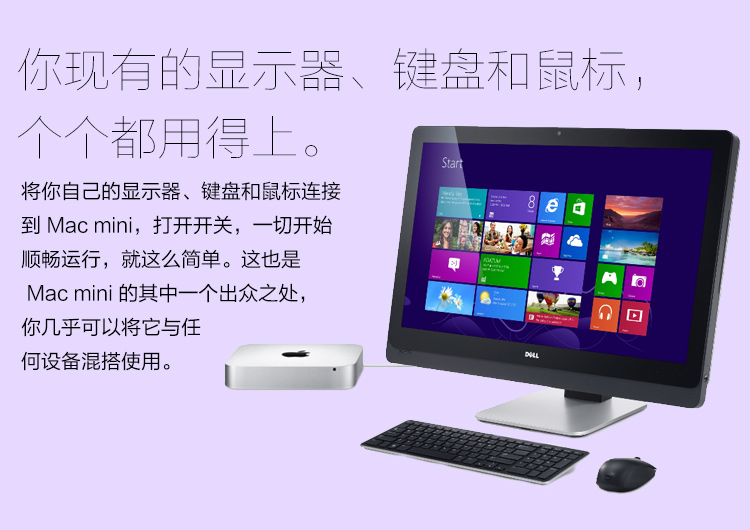 你现有的显示器、键盘和鼠标，
个个都用得上。
将你自己的显示器、键盘和鼠标连接
到 Mac mini，打开开关，一切开始
顺畅运行，就这么简单。这也是
Mac mini 的其中一个出众之处，
你几乎可以将它与任
何设备混搭使用。
Start
8
DELL